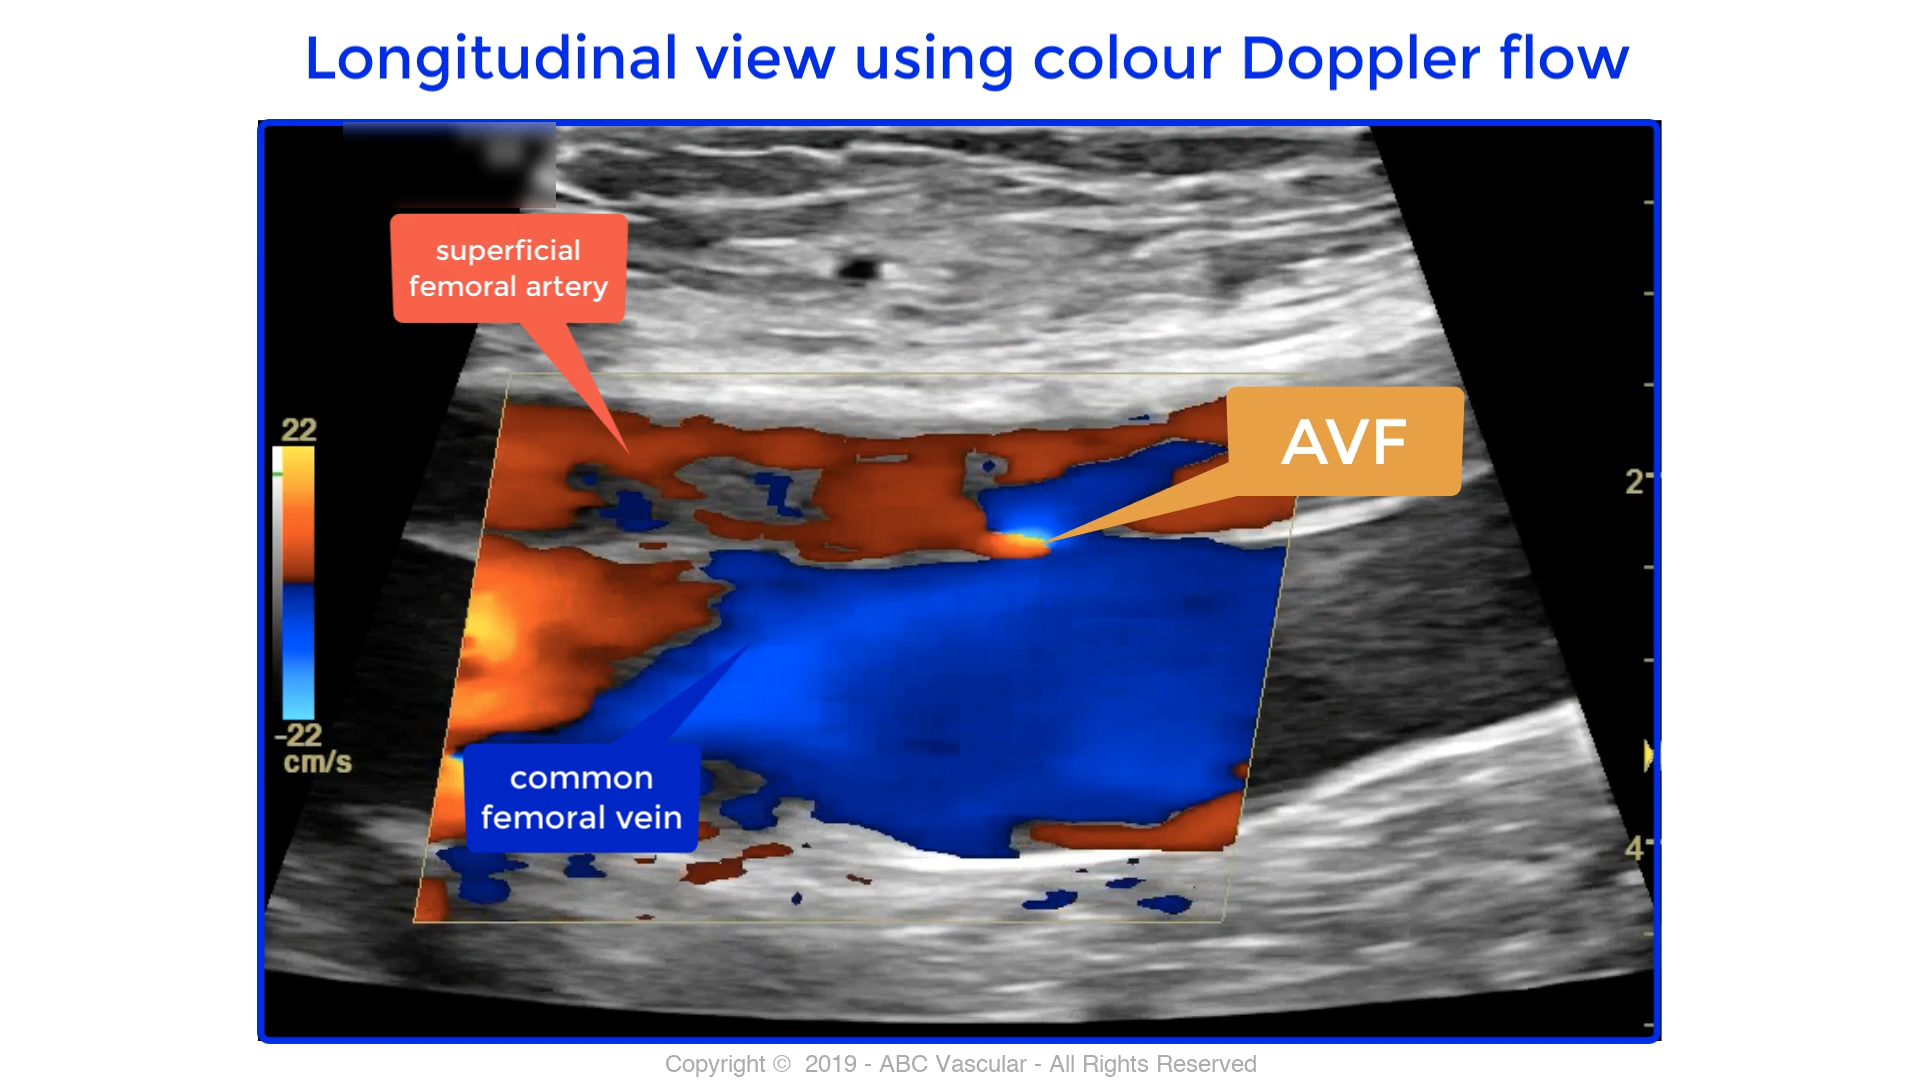 Longitudinal view using colour Doppler flow
superficial
femoral artery
AVF
22
2
-22
cm/s
common
femoral vein
4
Copyright © 2019 - ABC Vascular - All Rights Reserved